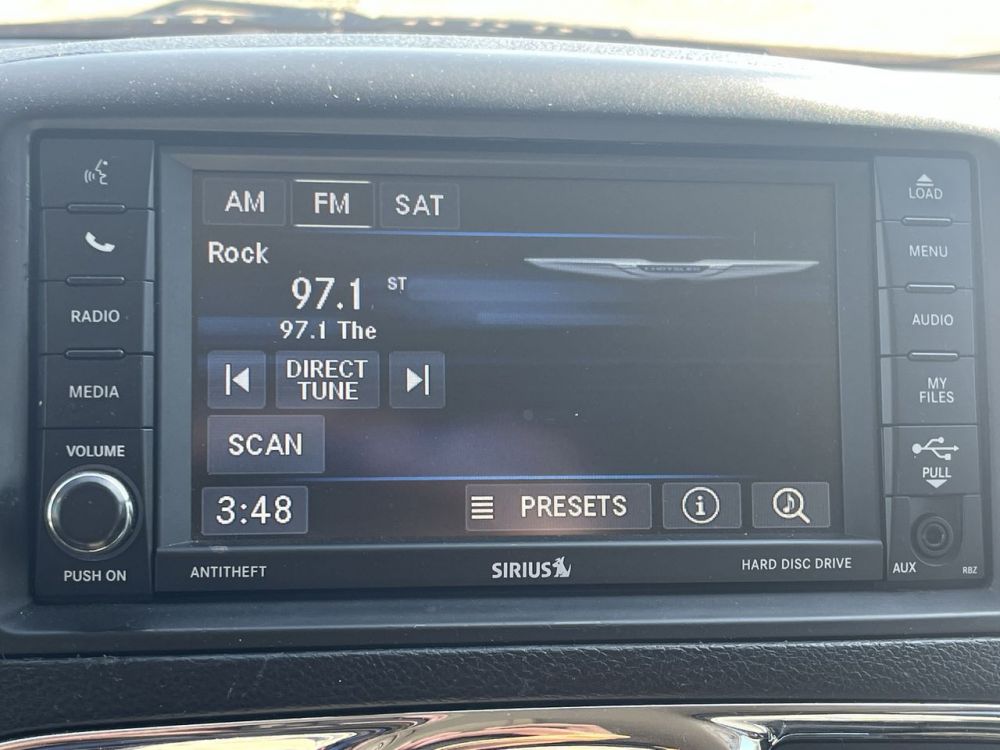 AM FM SAT
Rock
97.1 ST
97.1 The
DIRECT
TUNE
SCAN
3:48 PRESETS i
RADIO
MEDIA
VOLUME
PUSH ON
LOAD
MENU
AUDIO
MY
FILES
PULL
AUX RBZ
ANTITHEFT SIRIUS HARD DISC DRIVE
CHRYSLER